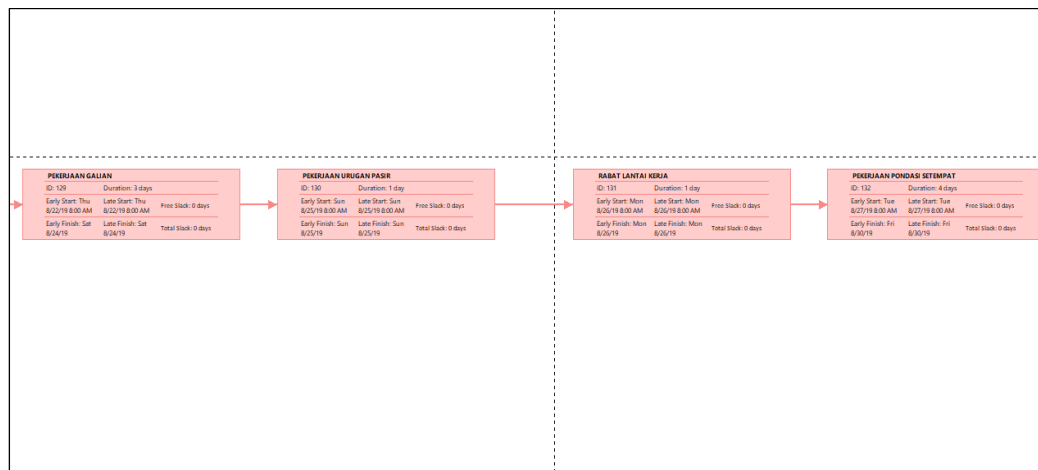 PEKERJAAN GALIAN
ID: 129 Duration: 3 days
Early Start: Thu 8/22/19 8:00 AM Late Start: Thu 8/22/19 8:00 AM Free Slack: 0 days
Early Finish: Sat 8/24/19 Late Finish: Sat 8/24/19 Total Slack: 0 days
PEKERJAAN URUGAN PASIR
ID: 130 Duration: 1 day
Early Start: Sun 8/25/19 8:00 AM Late Start: Sun 8/25/19 8:00 AM Free Slack: 0 days
Early Finish: Sun 8/25/19 Late Finish: Sun 8/25/19 Total Slack: 0 days
RABAT LANTAI KERJA
ID: 131 Duration: 1 day
Early Start: Mon 8/26/19 8:00 AM Late Start: Mon 8/26/19 8:00 AM Free Slack: 0 days
Early Finish: Mon 8/26/19 Late Finish: Mon 8/26/19 Total Slack: 0 days
PEKERJAAN PONDASI SETEMPAT
ID: 132 Duration: 4 days
Early Start: Tue 8/27/19 8:00 AM Late Start: Tue 8/27/19 8:00 AM Free Slack: 0 days
Early Finish: Fri 8/30/19 Late Finish: Fri 8/30/19 Total Slack: 0 days